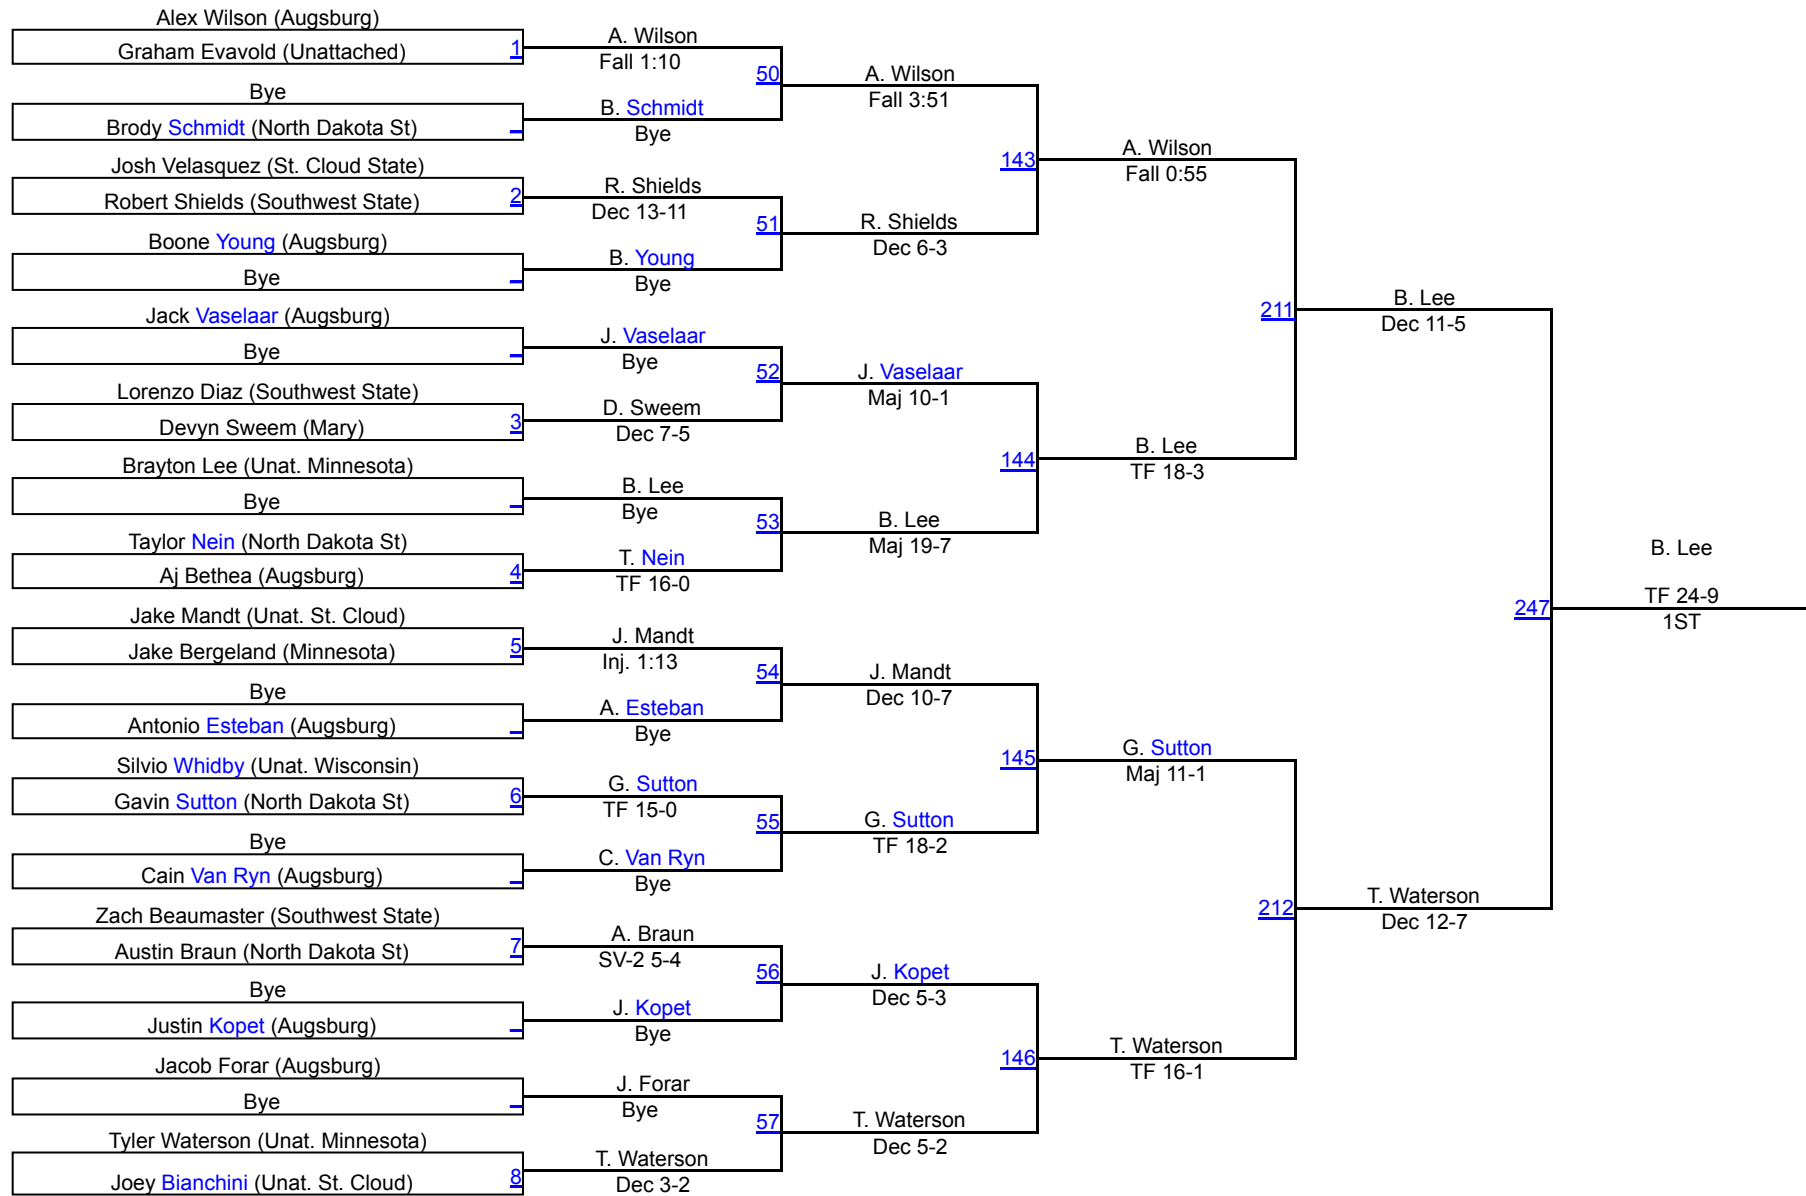 Alex Wilson (Augsburg)
Graham Evavold (Unattached) 1
Bye
Brody Schmidt (North Dakota St)
Josh Velasquez (St. Cloud State)
Robert Shields (Southwest State) 2
Boone Young (Augsburg)
Bye
Jack Vaselaar (Augsburg)
Bye
Lorenzo Diaz (Southwest State)
Devyn Sweem (Mary) 3
Brayton Lee (Unat. Minnesota)
Bye
Taylor Nein (North Dakota St)
Aj Bethea (Augsburg) 4
Jake Mandt (Unat. St. Cloud)
Jake Bergeland (Minnesota) 5
Bye
Antonio Esteban (Augsburg)
Silvio Whidby (Unat. Wisconsin)
Gavin Sutton (North Dakota St) 6
Bye
Cain Van Ryn (Augsburg)
Zach Beaumaster (Southwest State)
Austin Braun (North Dakota St) 7
Bye
Justin Kopet (Augsburg)
Jacob Forar (Augsburg)
Bye
Tyler Waterson (Unat. Minnesota)
Joey Bianchini (Unat. St. Cloud) 8
A. Wilson
Fall 1:10
50
B. Schmidt
Bye
R. Shields
Dec 13-11
51
B. Young
Bye
J. Vaselaar
Bye
52
D. Sweem
Dec 7-5
B. Lee
Bye
53
T. Nein
TF 16-0
J. Mandt
Inj. 1:13
54
A. Esteban
Bye
G. Sutton
TF 15-0
55
C. Van Ryn
Bye
A. Braun
SV-2 5-4
56
J. Kopet
Bye
J. Forar
Bye
57
T. Waterson
Dec 3-2
A. Wilson
Fall 3:51
143
R. Shields
Dec 6-3
J. Vaselaar
Maj 10-1
144
B. Lee
Maj 19-7
J. Mandt
Dec 10-7
145
G. Sutton
TF 18-2
J. Kopet
Dec 5-3
146
T. Waterson
Dec 5-2
A. Wilson
Fall 0:55
211
B. Lee
TF 18-3
G. Sutton
Maj 11-1
212
T. Waterson
TF 16-1
B. Lee
Dec 11-5
247
T. Waterson
Dec 12-7
B. Lee
TF 24-9
1ST